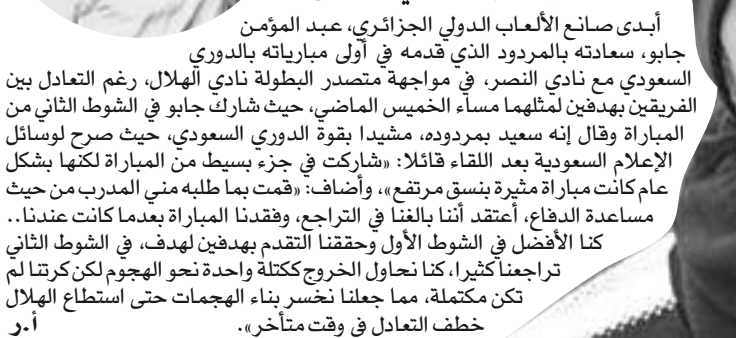 أبدى صانع الألعاب الدولي الجزائري، عبد المؤمن
جابو، سعادته بالمردود الذي قدمه في أولى مبارياته بالدوري
السعودي مع نادي النصر، في مواجهة متصدر البطولة نادي الهلال، رغم التعادل بين
الفريقين بهدفين لمثلهما مساء الخميس الماضي، حيث شارك جابو في الشوط الثاني من
المباراة وقال إنه سعيد بمردوده، مشيدا بقوة الدوري السعودي، حيث صرح لوسائل
الإعلام السعودية بعد اللقاء قائلا: «شاركت في جزء بسيط من المباراة لكنها بشكل
عام كانت مباراة مثيرة بنسق مرتفع»، وأضاف: «قمت بما طلبه مني المدرب من حيث
مساعدة الدفاع، أعتقد أننا بالغنا في التراجع، وفقدنا المباراة بعدما كانت عندنا..
كنا الأفضل في الشوط الأول وحققنا التقدم بهدفين لهدف، في الشوط الثاني
تراجعنا كثيرا، كنا نحاول الخروج ككتلة واحدة نحو الهجوم لكن كرتنا لم
تكن مكتملة، مما جعلنا نخسر بناء الهجمات حتى استطاع الهلال
خطف التعادل في وقت متأخر».
أ.ر